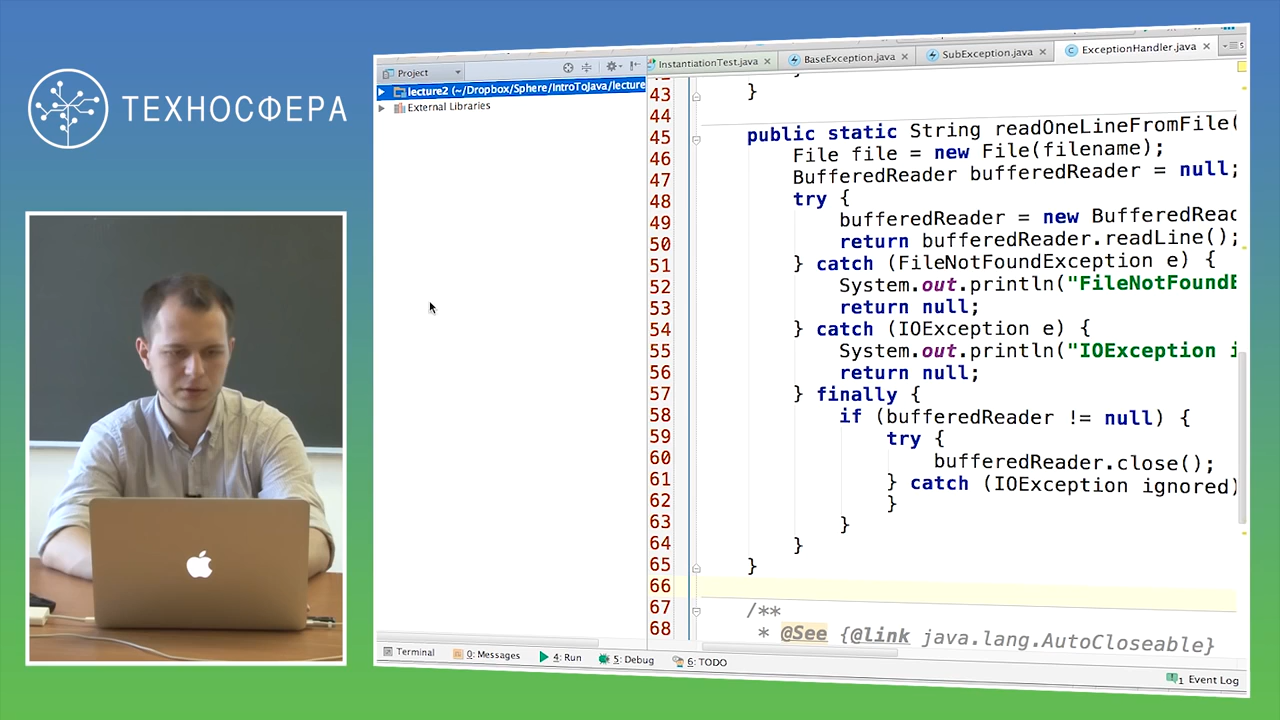 ТЕХНОСФЕРА
Project
lecture2 (~/Dropbox/Sphere/IntroToJava/lecture
External Libraries
InstantiationTest.java
BaseException.java
SubException.java
ExceptionHandler.java
43 }
44
45 public static String readOneLineFromFile(
46 File file = new File(filename);
47 BufferedReader bufferedReader = null;
48 try {
49 bufferedReader = new BufferedReac
50 return bufferedReader.readLine();
51 } catch (FileNotFoundException e) {
52 System.out.println("FileNotFoundE
53 return null;
54 } catch (IOException e) {
55 System.out.println("IOException i
56 return null;
57 } finally {
58 if (bufferedReader != null) {
59 try {
60 bufferedReader.close();
61 } catch (IOException ignored)
62 }
63 }
64 }
65 }
66
67 /**
68 * @See {@link java.lang.AutoCloseable}
Terminal
0: Messages
4: Run
5: Debug
6: TODO
1 Event Log